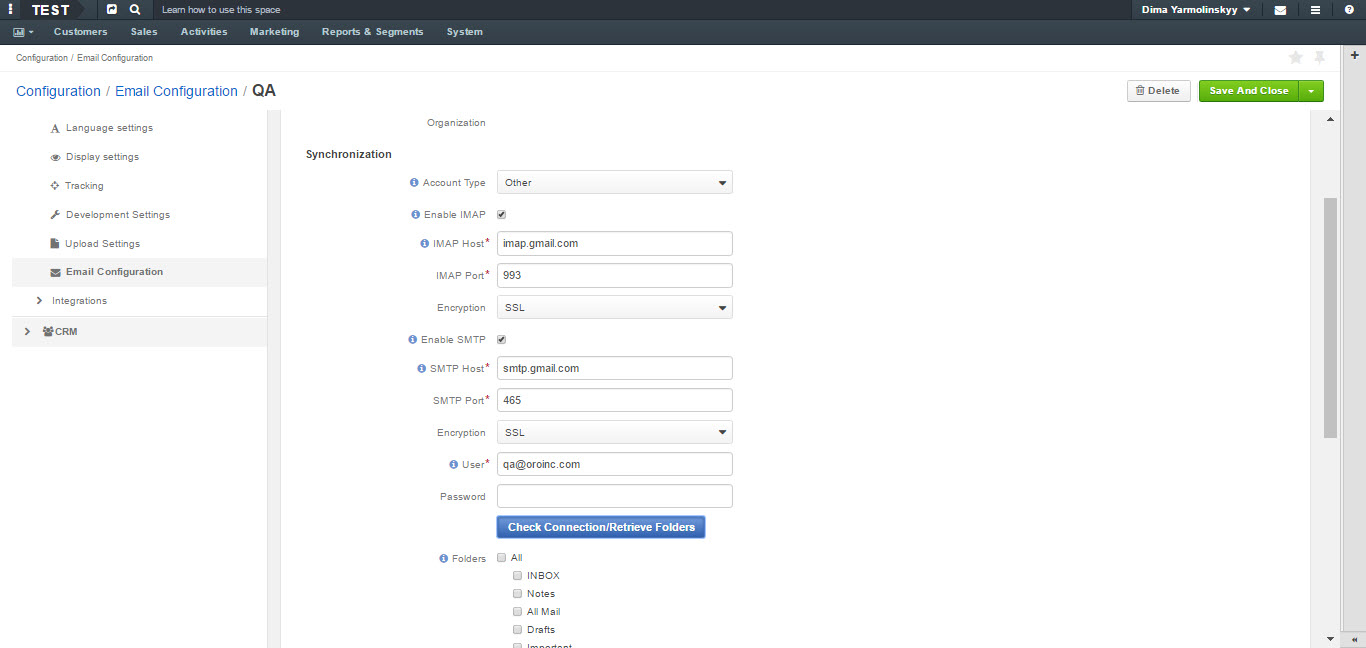 TEST Learn how to use this space Dima Yarmolinskyy
Customers Sales Activities Marketing Reports & Segments System
Configuration / Email Configuration
Configuration / Email Configuration / QA Delete Save And Close
Language settings
Display settings
Tracking
Development Settings
Upload Settings
Email Configuration
Integrations
CRM
Organization
Synchronization
Account Type Other
Enable IMAP
IMAP Host* imap.gmail.com
IMAP Port* 993
Encryption SSL
Enable SMTP
SMTP Host* smtp.gmail.com
SMTP Port* 465
Encryption SSL
User* qa@oroinc.com
Password
Check Connection/Retrieve Folders
Folders All
INBOX
Notes
All Mail
Drafts
Important